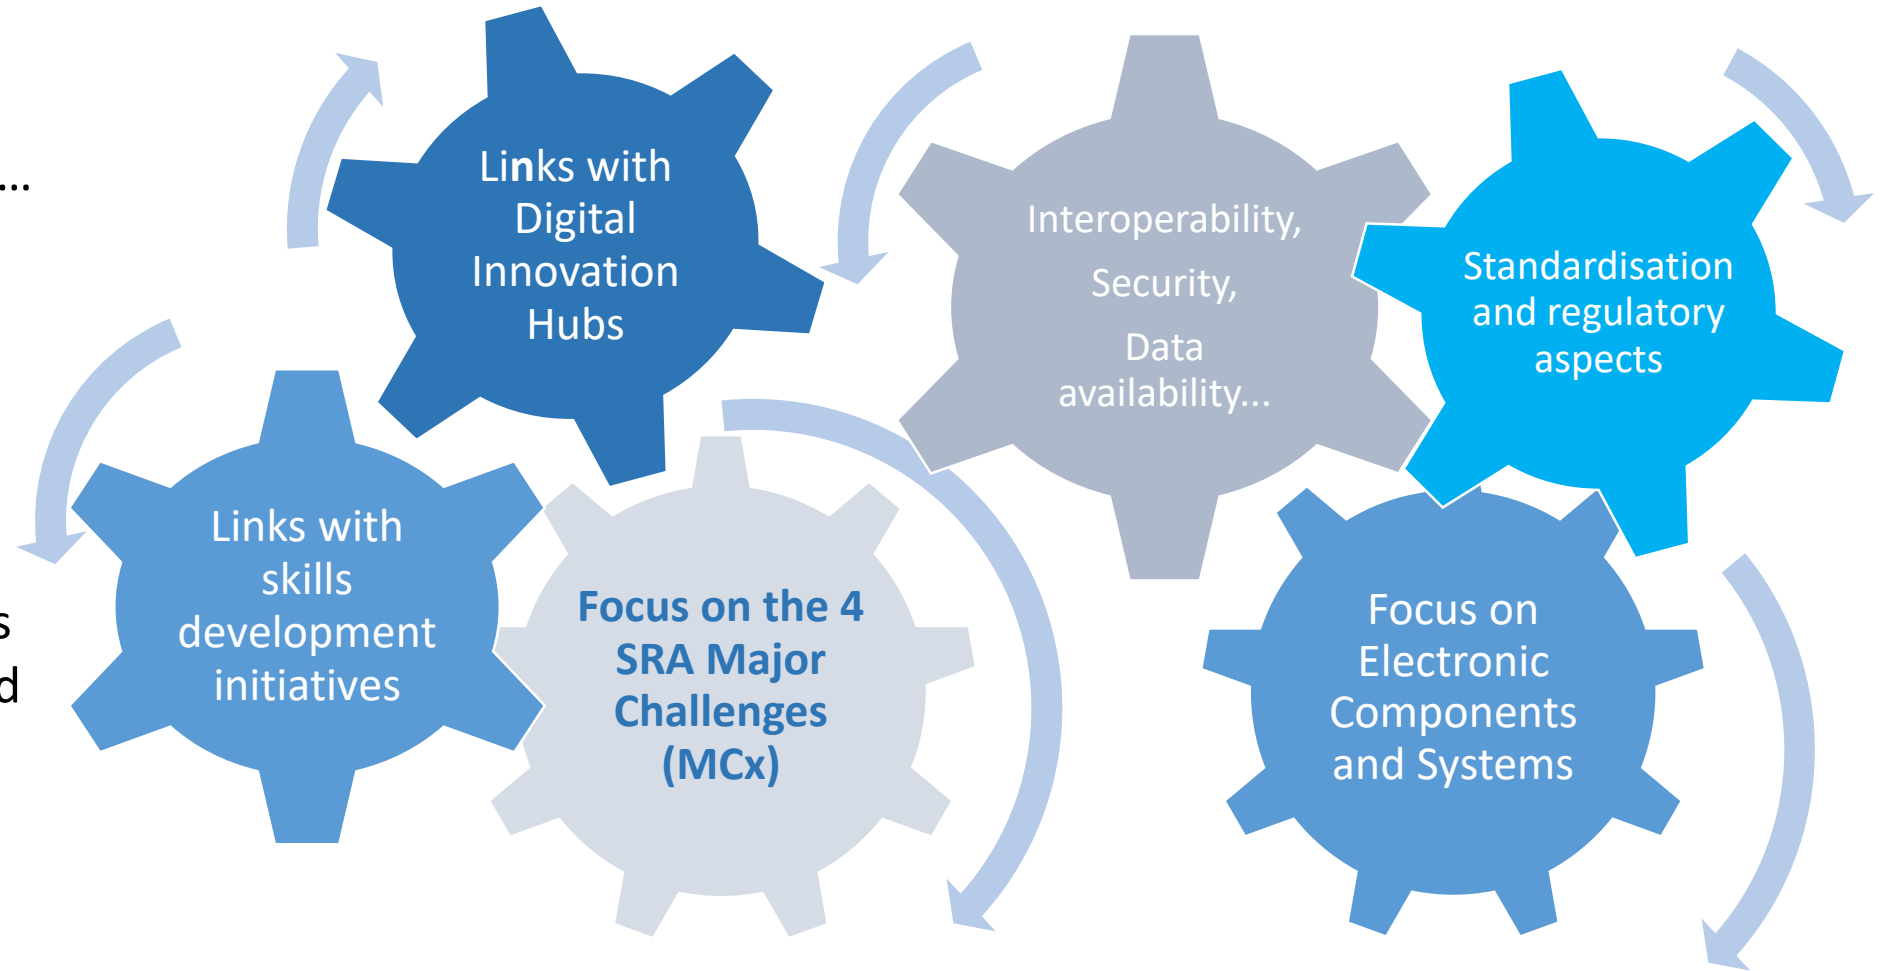 ...
s
d
Links with
Digital
Innovation
Hubs
Interoperability,
Security,
Data
availability...
Standardisation
and regulatory
aspects
Links with
skills
development
initiatives
Focus on the 4
SRA Major
Challenges
(MCx)
Focus on
Electronic
Components
and Systems